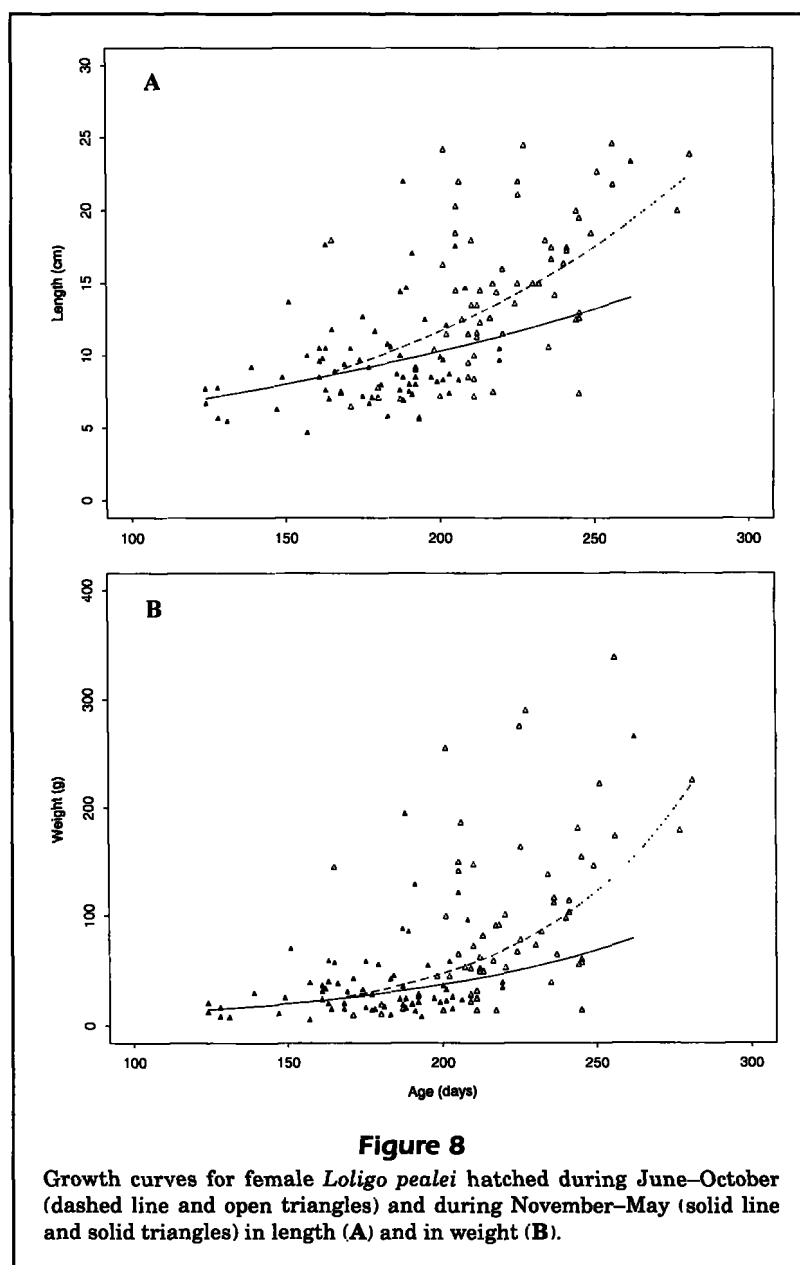 A
30
25
20
15
10
5
0
Length (cm)
100 150 200 250 300
B
400
300
200
100
0
Weight (g)
100 150 200 250 300
Age (days)
Figure 8
Growth curves for female Loligo pealei hatched during June–October
(dashed line and open triangles) and during November–May (solid line
and solid triangles) in length (A) and in weight (B).